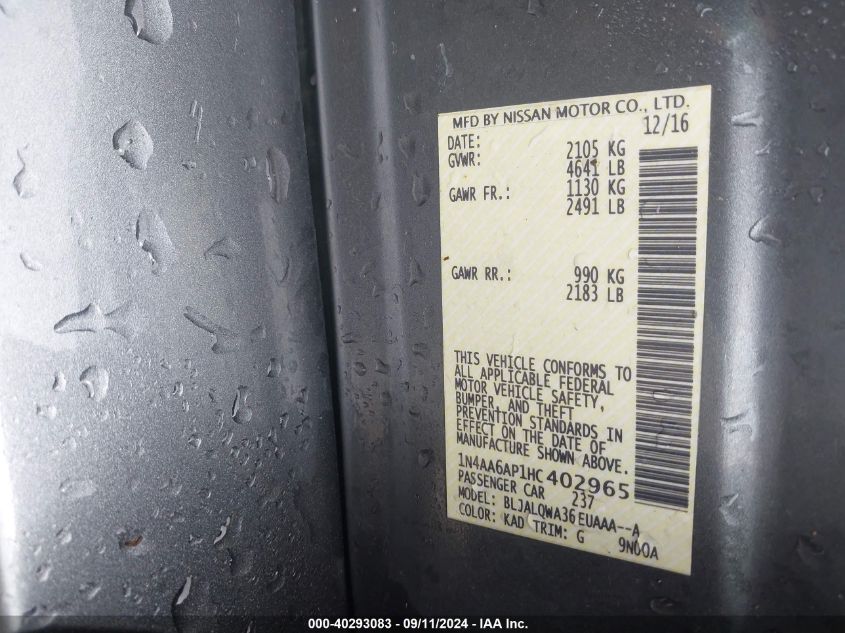 MFD BY NISSAN MOTOR CO., LTD.
DATE: 12/16
GVWR: 2105 KG
4641 LB
GAWR FR.: 1130 KG
2491 LB
GAWR RR.: 990 KG
2183 LB
THIS VEHICLE CONFORMS TO
ALL APPLICABLE FEDERAL
MOTOR VEHICLE SAFETY,
BUMPER, AND THEFT
PREVENTION STANDARDS IN
EFFECT ON THE DATE OF
MANUFACTURE SHOWN ABOVE.
1N4AA6AP1HC402965
PASSENGER CAR 237
MODEL: BLJALQWA36EUAAA--A
COLOR: KAD TRIM: G 9N00A
000-40293083 - 09/11/2024 - IAA Inc.